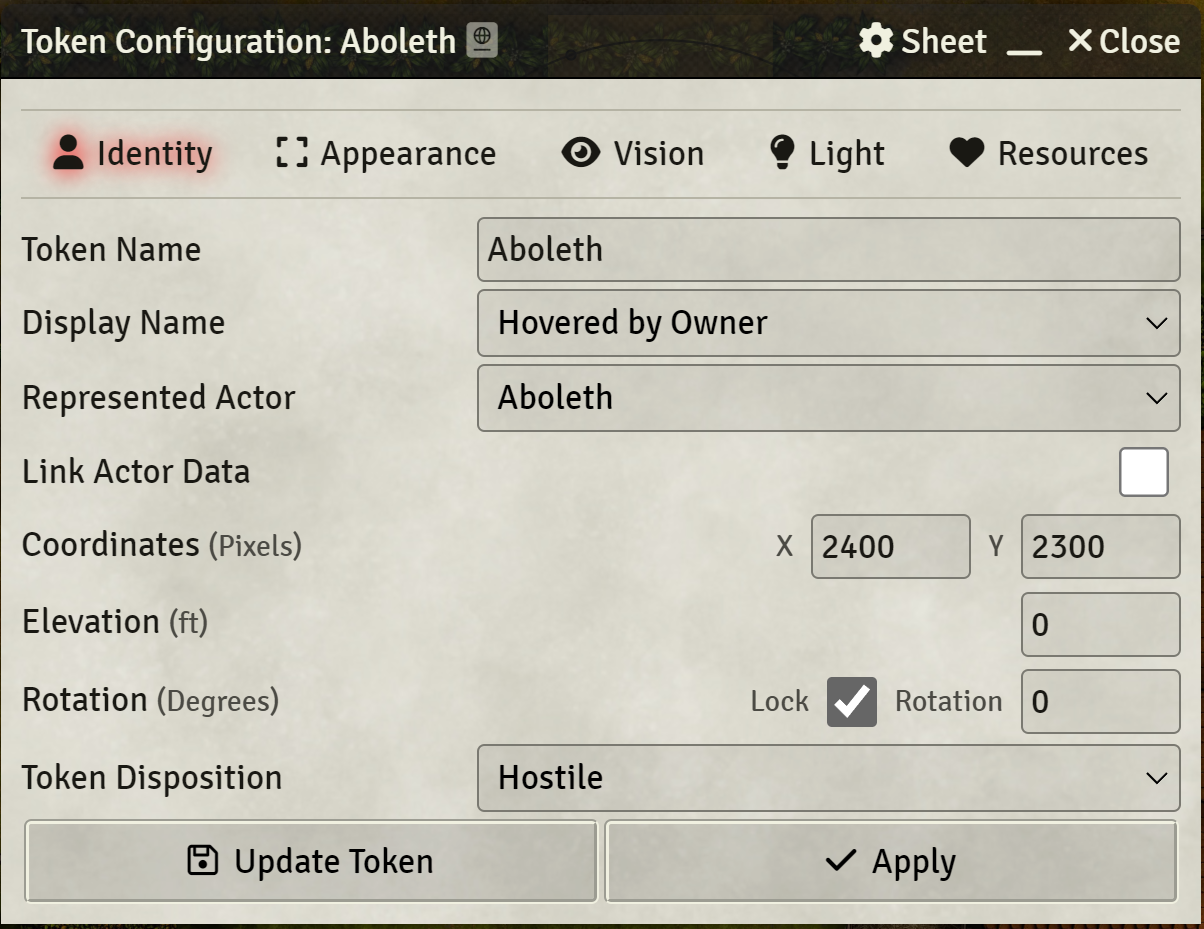 Token Configuration: Aboleth Sheet Close
Identity Appearance Vision Light Resources
Token Name Aboleth
Display Name Hovered by Owner
Represented Actor Aboleth
Link Actor Data
Coordinates (Pixels) X 2400 Y 2300
Elevation (ft) 0
Rotation (Degrees) Lock Rotation 0
Token Disposition Hostile
Update Token Apply